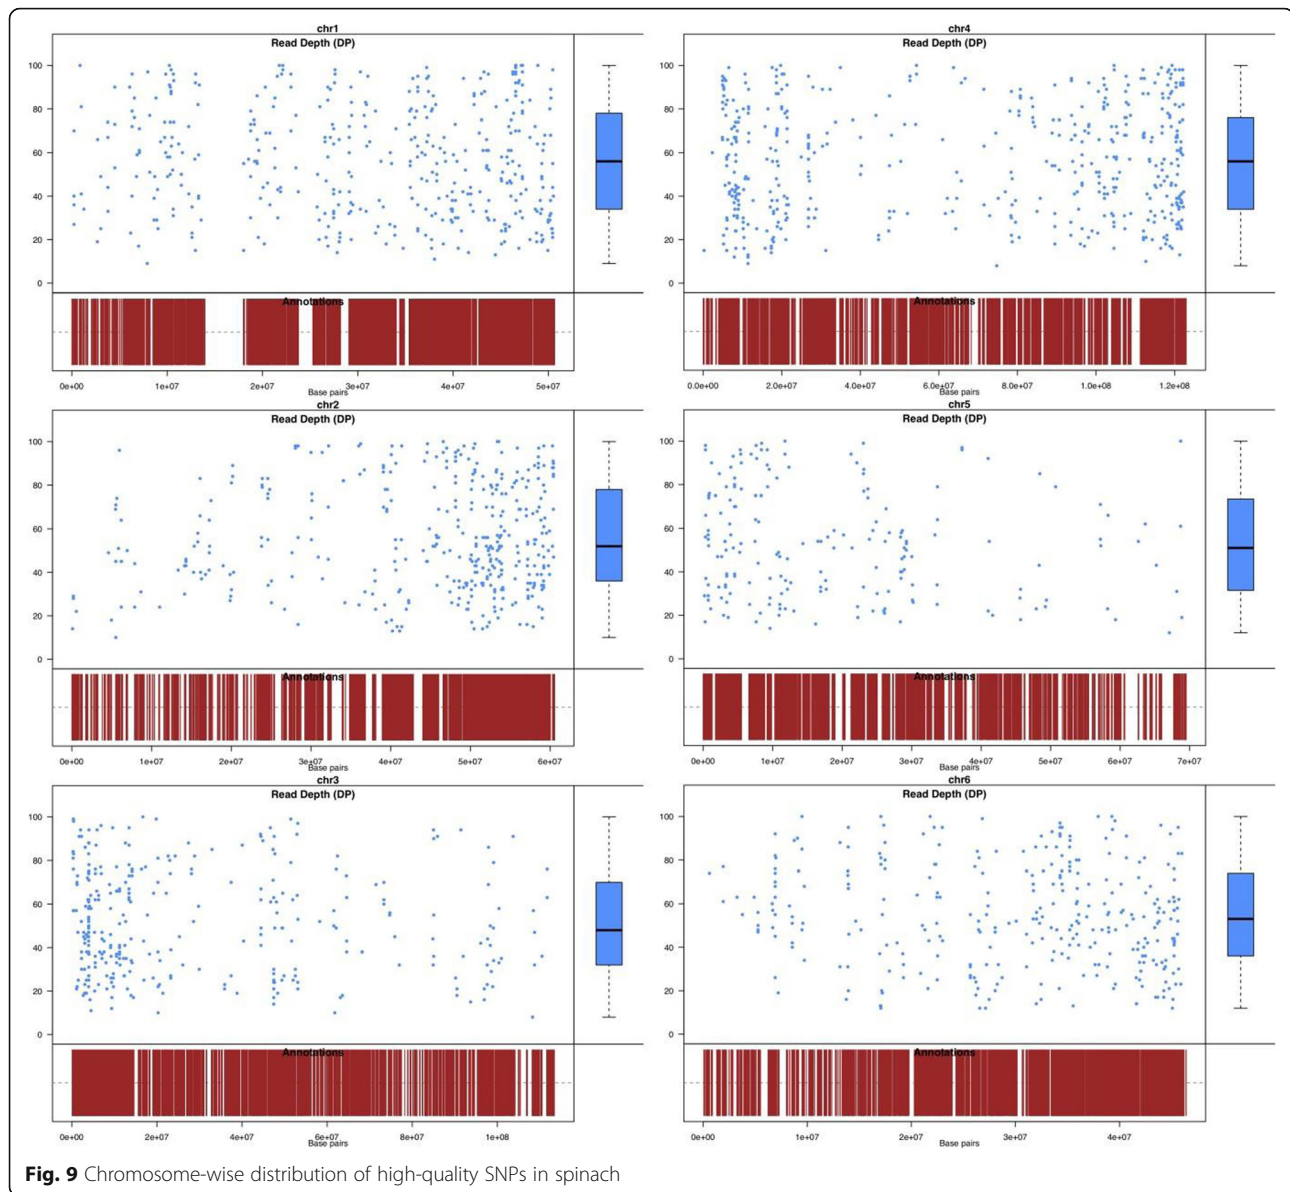 chr1
Read Depth (DP)
100
80
60
40
20
0
Annotations
0e+00 1e+07 2e+07 3e+07 4e+07 5e+07
Base pairs
chr2
Read Depth (DP)
100
80
60
40
20
0
Annotations
0e+00 1e+07 2e+07 3e+07 4e+07 5e+07 6e+07
Base pairs
chr3
Read Depth (DP)
100
80
60
40
20
0
Annotations
0e+00 2e+07 4e+07 6e+07 8e+07 1e+08
Base pairs
chr4
Read Depth (DP)
100
80
60
40
20
0
Annotations
0.0e+00 2.0e+07 4.0e+07 6.0e+07 8.0e+07 1.0e+08 1.2e+08
Base pairs
chr5
Read Depth (DP)
100
80
60
40
20
0
Annotations
0e+00 1e+07 2e+07 3e+07 4e+07 5e+07 6e+07 7e+07
Base pairs
chr6
Read Depth (DP)
100
80
60
40
20
0
Annotations
0e+00 1e+07 2e+07 3e+07 4e+07
Base pairs
Fig. 9 Chromosome-wise distribution of high-quality SNPs in spinach